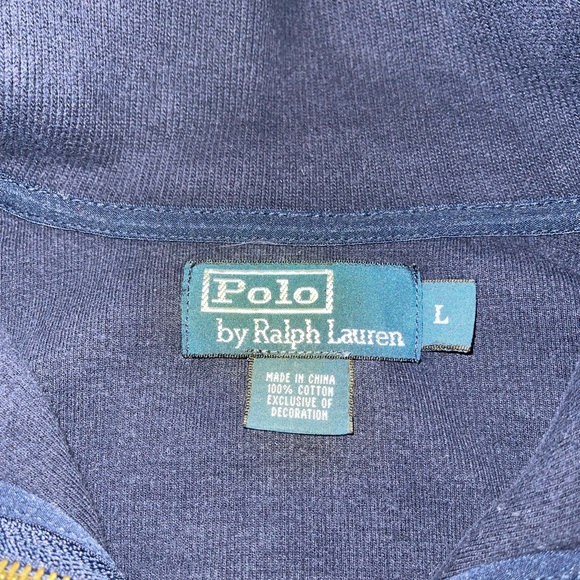 Polo
by Ralph Lauren
L
MADE IN CHINA
100% COTTON
EXCLUSIVE OF
DECORATION